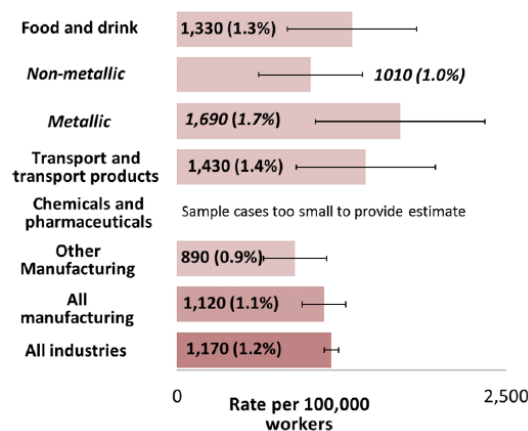 Food and drink
1,330 (1.3%)
Non-metallic
1010 (1.0%)
Metallic
1,690 (1.7%)
Transport and
transport products
1,430 (1.4%)
Chemicals and
pharmaceuticals
Sample cases too small to provide estimate
Other
Manufacturing
890 (0.9%)
All
manufacturing
1,120 (1.1%)
All industries
1,170 (1.2%)
0
2,500
Rate per 100,000
workers